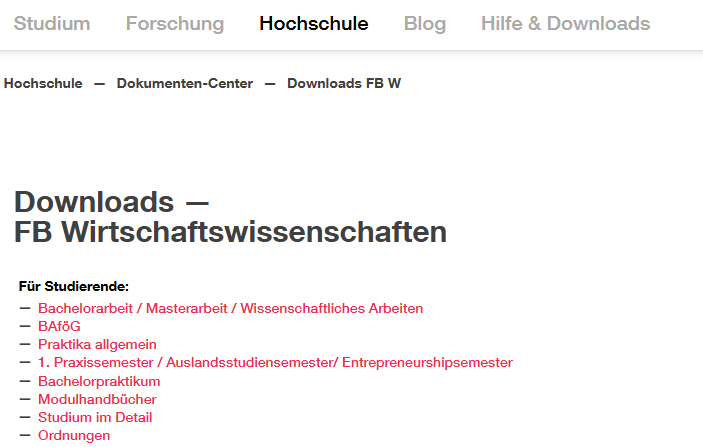 Studium Forschung Hochschule Blog Hilfe & Downloads
Hochschule — Dokumenten-Center — Downloads FB W
Downloads —
FB Wirtschaftswissenschaften
Für Studierende:
— Bachelorarbeit / Masterarbeit / Wissenschaftliches Arbeiten
— BAföG
— Praktika allgemein
— 1. Praxissemester / Auslandsstudiensemester/ Entrepreneurshipsemester
— Bachelorpraktikum
— Modulhandbücher
— Studium im Detail
— Ordnungen